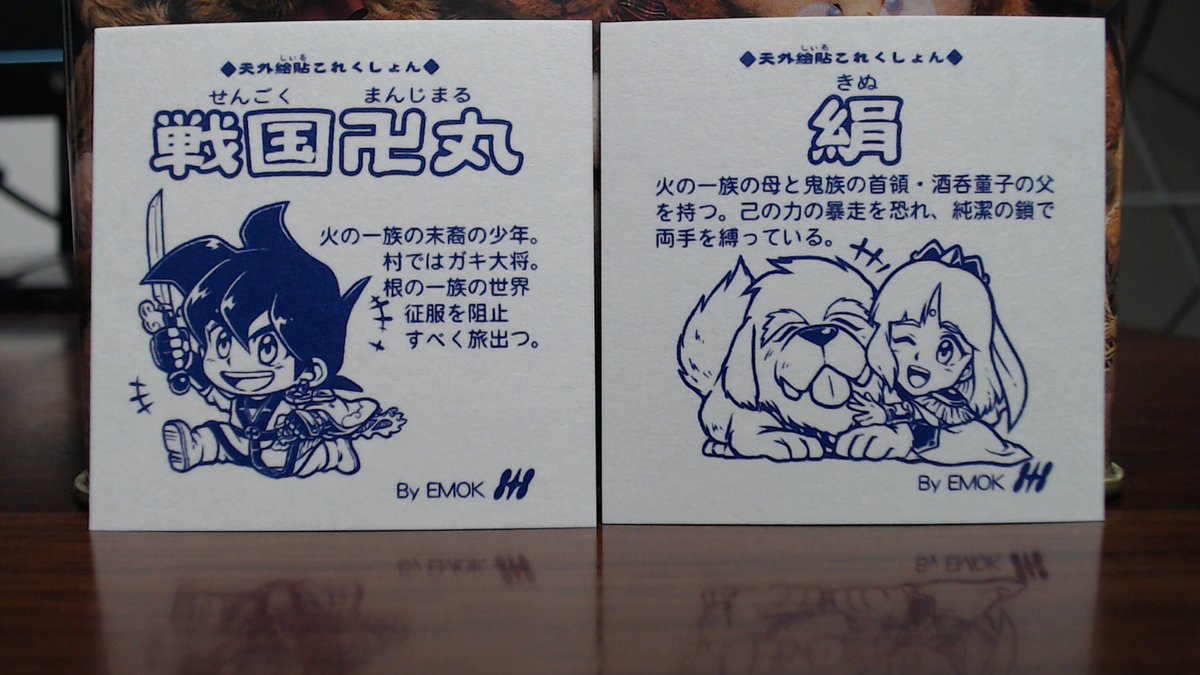 ◆天外絵貼これくしょん◆
しぃる
せんごく まんじまる
戦国卍丸
火の一族の末裔の少年。
村ではガキ大将。
根の一族の世界
征服を阻止
すべく旅出つ。
By EMOK
◆天外絵貼これくしょん◆
しぃる
きぬ
絹
火の一族の母と鬼族の首領・酒呑童子の父
を持つ。己の力の暴走を恐れ、純潔の鎖で
両手を縛っている。
By EMOK